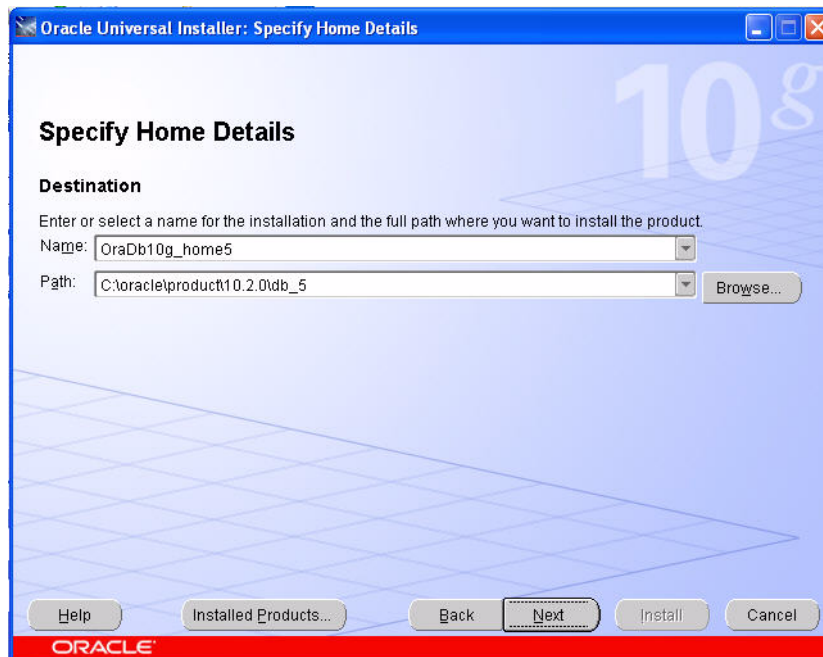 Oracle Universal Installer: Specify Home Details
10g
Specify Home Details
Destination
Enter or select a name for the installation and the full path where you want to install the product.
Name: OraDb10g_home5
Path: C:\oracle\product\10.2.0\db_5 Browse...
Help Installed Products... Back Next Install Cancel
ORACLE